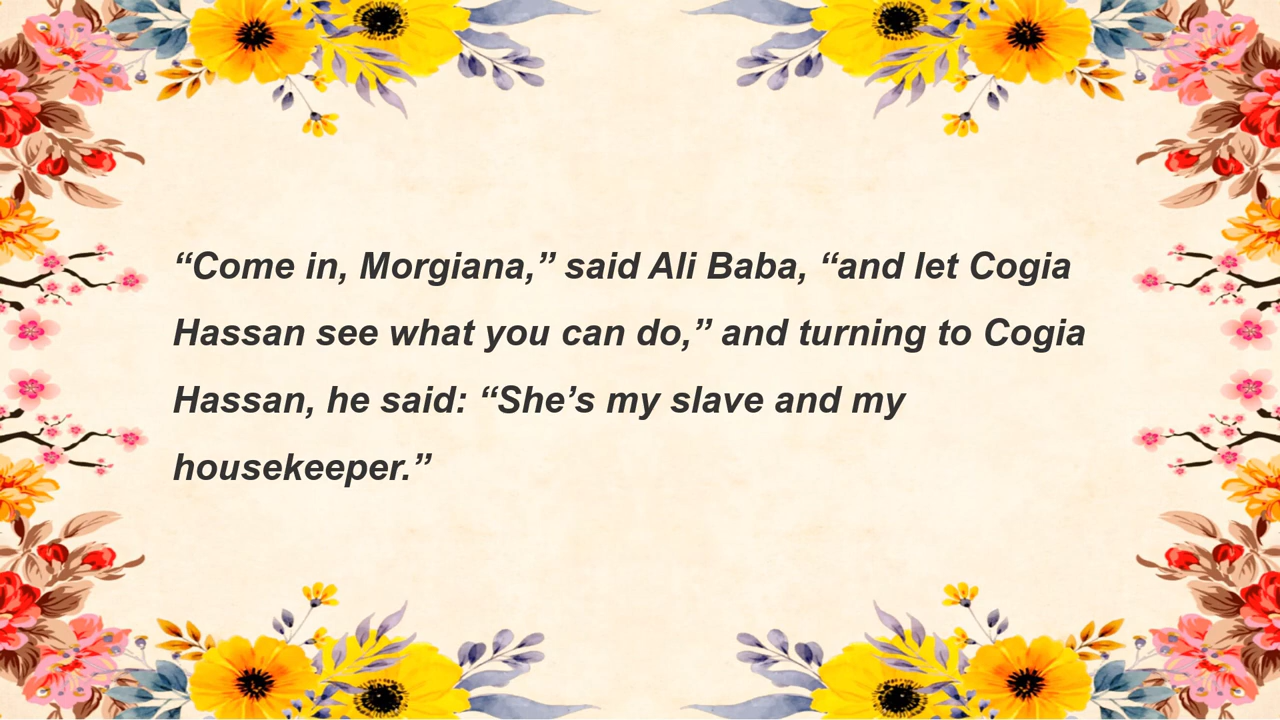 “Come in, Morgiana,” said Ali Baba, “and let Cogia
Hassan see what you can do,” and turning to Cogia
Hassan, he said: “She’s my slave and my
housekeeper.”